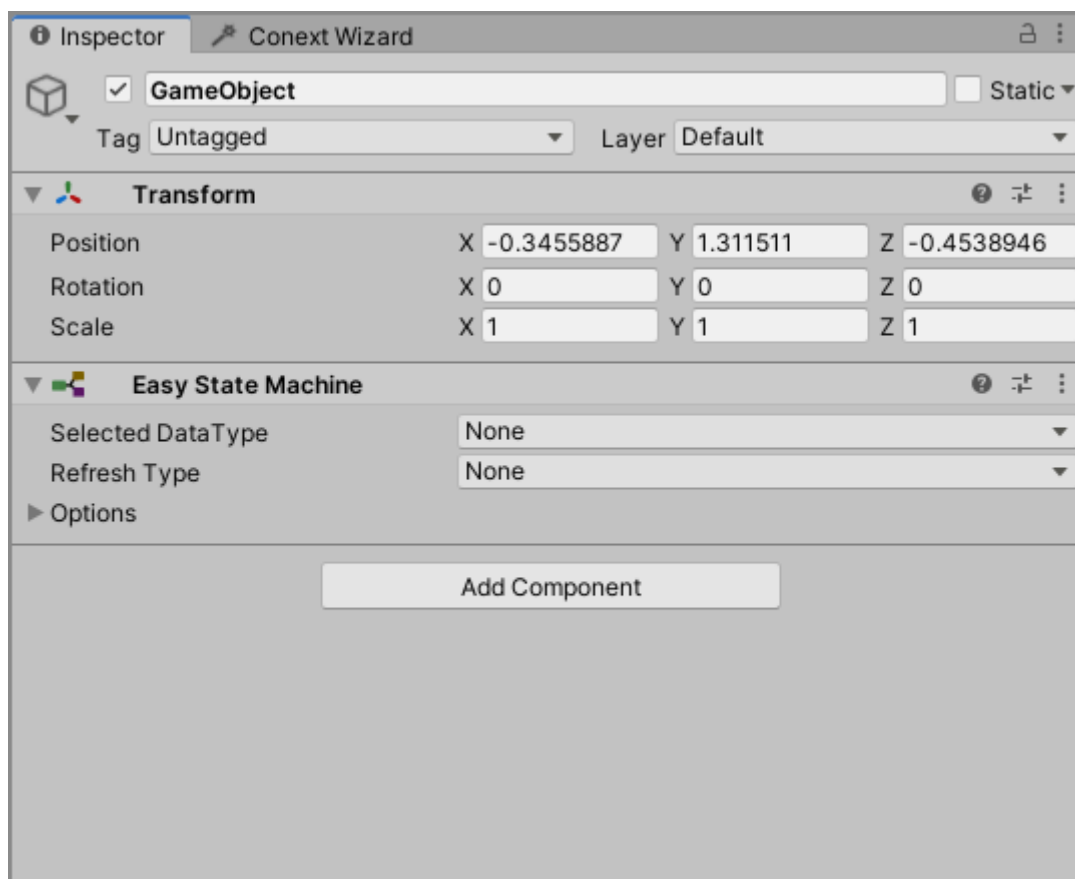 Inspector Conext Wizard
GameObject Static
Tag Untagged Layer Default
Transform
Position X -0.3455887 Y 1.311511 Z -0.4538946
Rotation X 0 Y 0 Z 0
Scale X 1 Y 1 Z 1
Easy State Machine
Selected DataType None
Refresh Type None
Options
Add Component